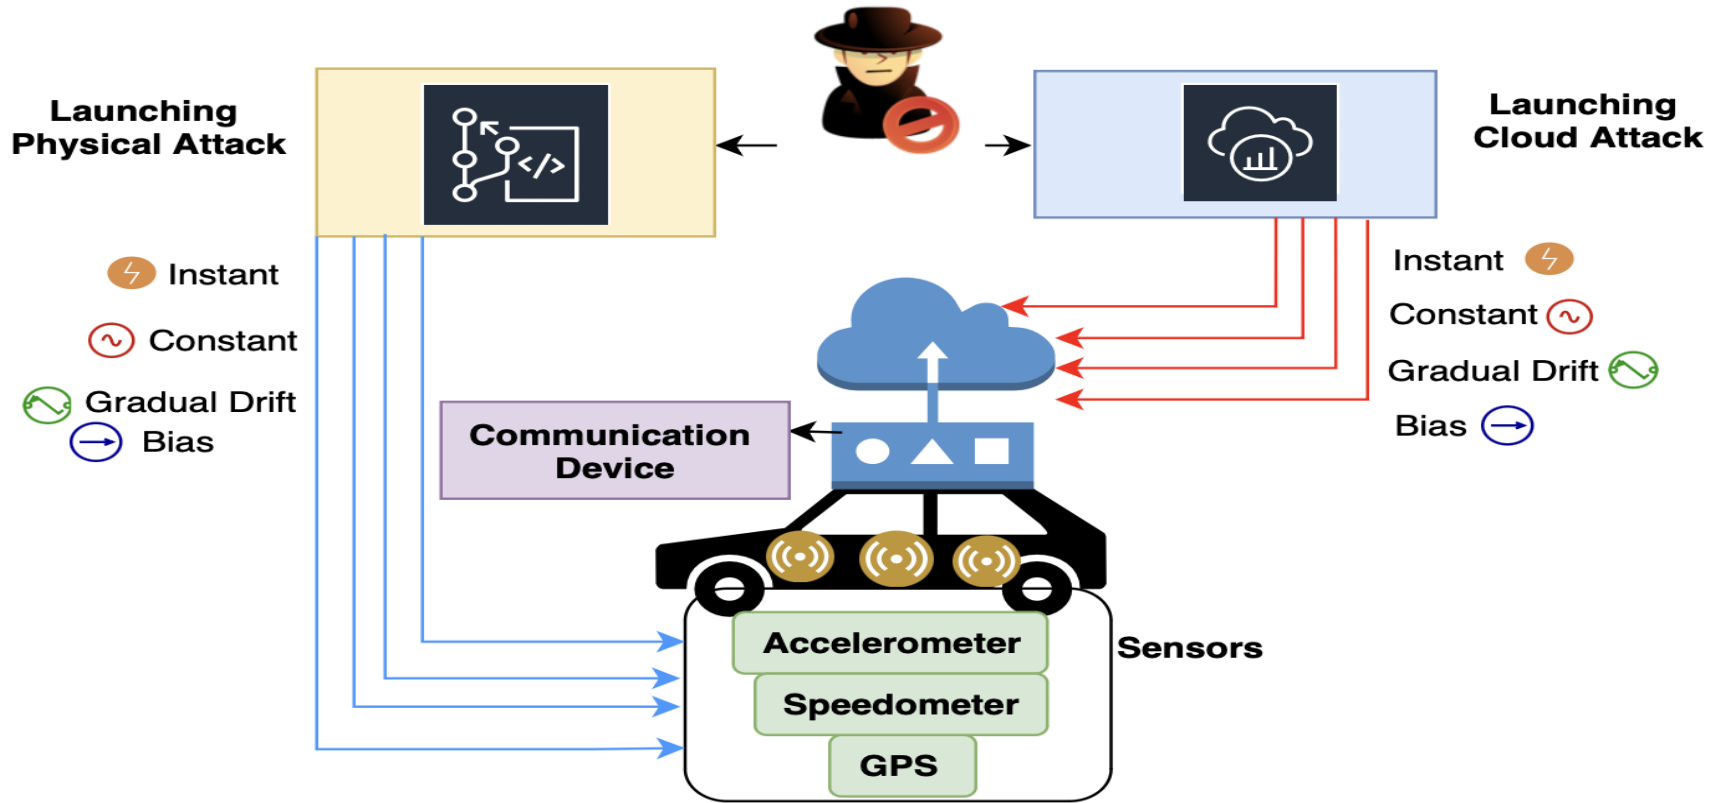 Launching
Physical Attack
Launching
Cloud Attack
</>
Instant
Constant
Gradual Drift
Bias
Instant
Constant
Gradual Drift
Bias
Communication
Device
Accelerometer
Sensors
Speedometer
GPS